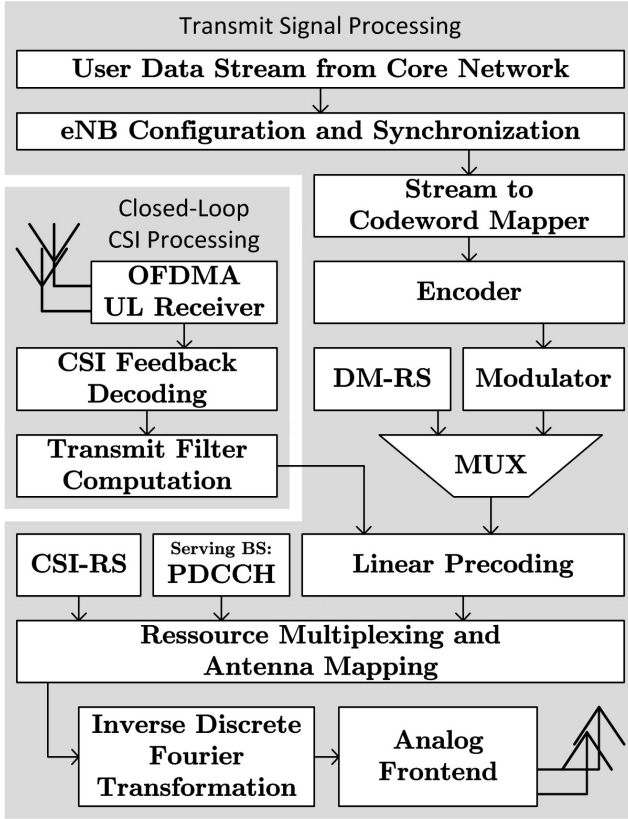 Transmit Signal Processing
User Data Stream from Core Network
eNB Configuration and Synchronization
Stream to
Codeword Mapper
Closed-Loop
CSI Processing
OFDMA
UL Receiver
Encoder
CSI Feedback
Decoding
DM-RS
Modulator
Transmit Filter
Computation
MUX
CSI-RS
Serving BS:
PDCCH
Linear Precoding
Ressource Multiplexing and
Antenna Mapping
Inverse Discrete
Fourier
Transformation
Analog
Frontend